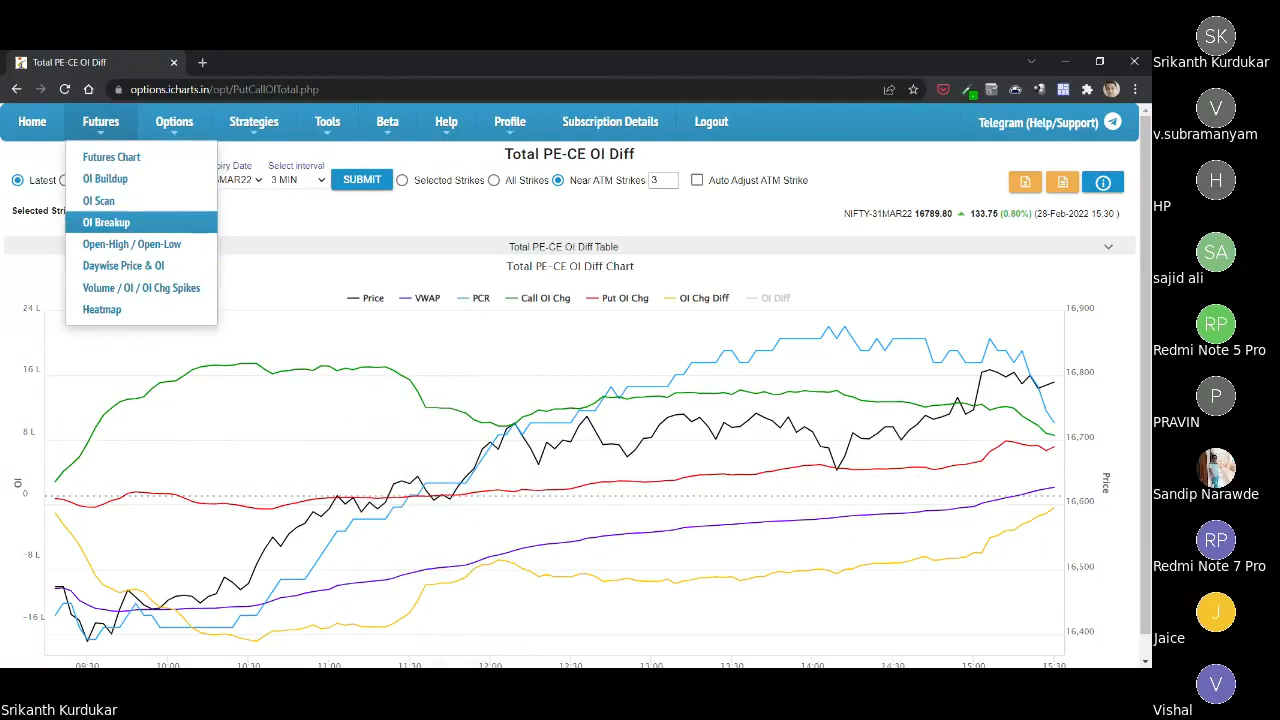 Total PE-CE OI Diff
options.icharts.in/opt/PutCallOITotal.php
Home Futures Options Strategies Tools Beta Help Profile Subscription Details Logout Telegram (Help/Support)
Futures Chart
OI Buildup
OI Scan
OI Breakup
Open-High / Open-Low
Daywise Price & OI
Volume / OI / OI Chg Spikes
Heatmap
Total PE-CE OI Diff
Select interval
Latest MAR22 3 MIN SUBMIT Selected Strikes All Strikes Near ATM Strikes 3 Auto Adjust ATM Strike
Selected Stri
NIFTY-31MAR22 16789.80 133.75 (0.80%) (28-Feb-2022 15:30 )
Total PE-CE OI Diff Table
Total PE-CE OI Diff Chart
Price VWAP PCR Call OI Chg Put OI Chg OI Chg Diff OI Diff
24 L
16 L
8 L
0
-8 L
-16 L
OI
16,900
16,800
16,700
16,600
16,500
16,400
Price
09:30 10:00 10:30 11:00 11:30 12:00 12:30 13:00 13:30 14:00 14:30 15:00 15:30
SK
Srikanth Kurdukar
V
v.subramanyam
H
HP
SA
sajid ali
RP
Redmi Note 5 Pro
P
PRAVIN
Sandip Narawde
RP
Redmi Note 7 Pro
J
Jaice
V
Vishal
Srikanth Kurdukar